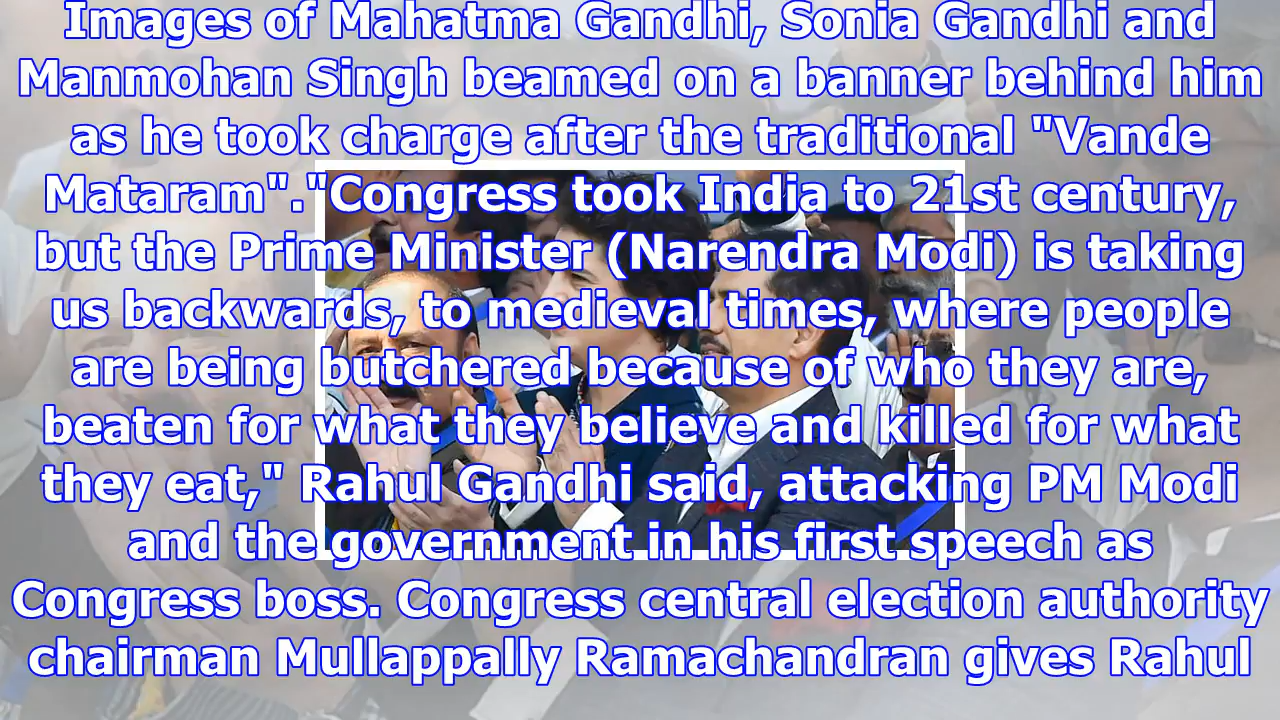 Images of Mahatma Gandhi, Sonia Gandhi and
Manmohan Singh beamed on a banner behind him
as he took charge after the traditional "Vande
Mataram"."Congress took India to 21st century,
but the Prime Minister (Narendra Modi) is taking
us backwards, to medieval times, where people
are being butchered because of who they are,
beaten for what they believe and killed for what
they eat," Rahul Gandhi said, attacking PM Modi
and the government in his first speech as
Congress boss. Congress central election authority
chairman Mullappally Ramachandran gives Rahul